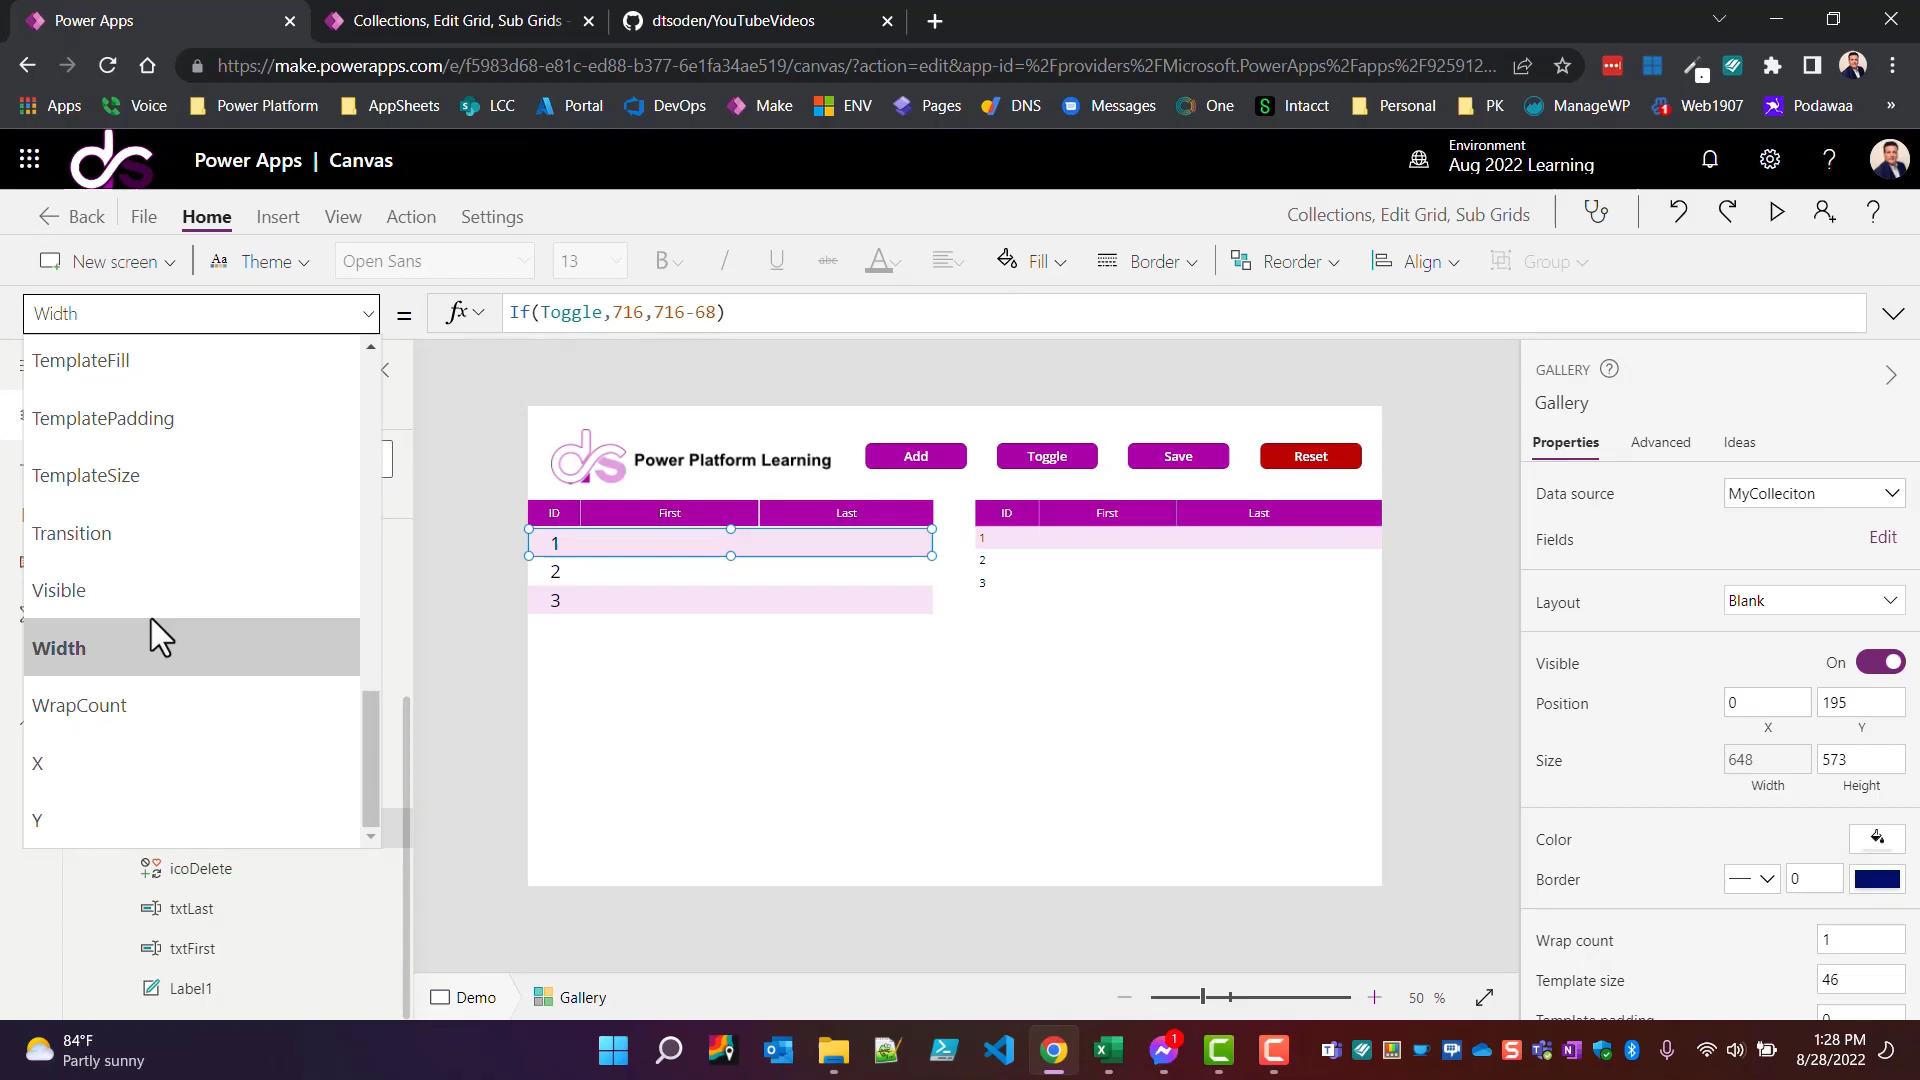 Power Apps
Collections, Edit Grid, Sub Grids
dtsoden/YouTubeVideos
https://make.powerapps.com/e/f5983d68-e81c-ed88-b377-6e1fa34ae519/canvas/?action=edit&app-id=%2Fproviders%2FMicrosoft.PowerApps%2Fapps%2F925912...
Apps
Voice
Power Platform
AppSheets
LCC
Portal
DevOps
Make
ENV
Pages
DNS
Messages
One
Intacct
Personal
PK
ManageWP
Web1907
Podawaa
»
ds
Power Apps | Canvas
Environment
Aug 2022 Learning
Back
File
Home
Insert
View
Action
Settings
Collections, Edit Grid, Sub Grids
New screen
Theme
Open Sans
13
B
/
U
abc
A
Fill
Border
Reorder
Align
Group
Width
=
fx
If(Toggle,716,716-68)
TemplateFill
TemplatePadding
TemplateSize
Transition
Visible
Width
WrapCount
X
Y
icoDelete
txtLast
txtFirst
Label1
ds Power Platform Learning
Add
Toggle
Save
Reset
ID
First
Last
1
2
3
ID
First
Last
1
2
3
Demo
Gallery
50 %
GALLERY
Gallery
Properties
Advanced
Ideas
Data source
MyColleciton
Fields
Edit
Layout
Blank
Visible
On
Position
0
195
X
Y
Size
648
573
Width
Height
Color
Border
0
Wrap count
1
Template size
46
Template padding
0
84°F
Partly sunny
1
1:28 PM
8/28/2022